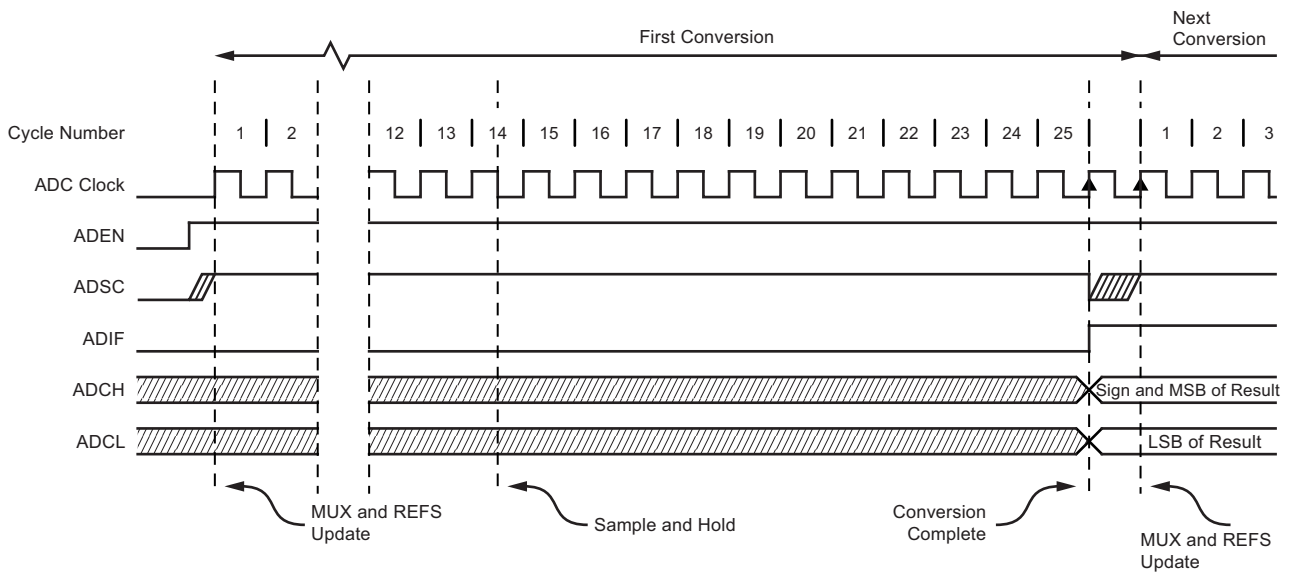 First Conversion
Next
Conversion
Cycle Number 1 2 12 13 14 15 16 17 18 19 20 21 22 23 24 25 1 2 3
ADC Clock
ADEN
ADSC
ADIF
ADCH Sign and MSB of Result
ADCL LSB of Result
MUX and REFS
Update
Sample and Hold
Conversion
Complete
MUX and REFS
Update